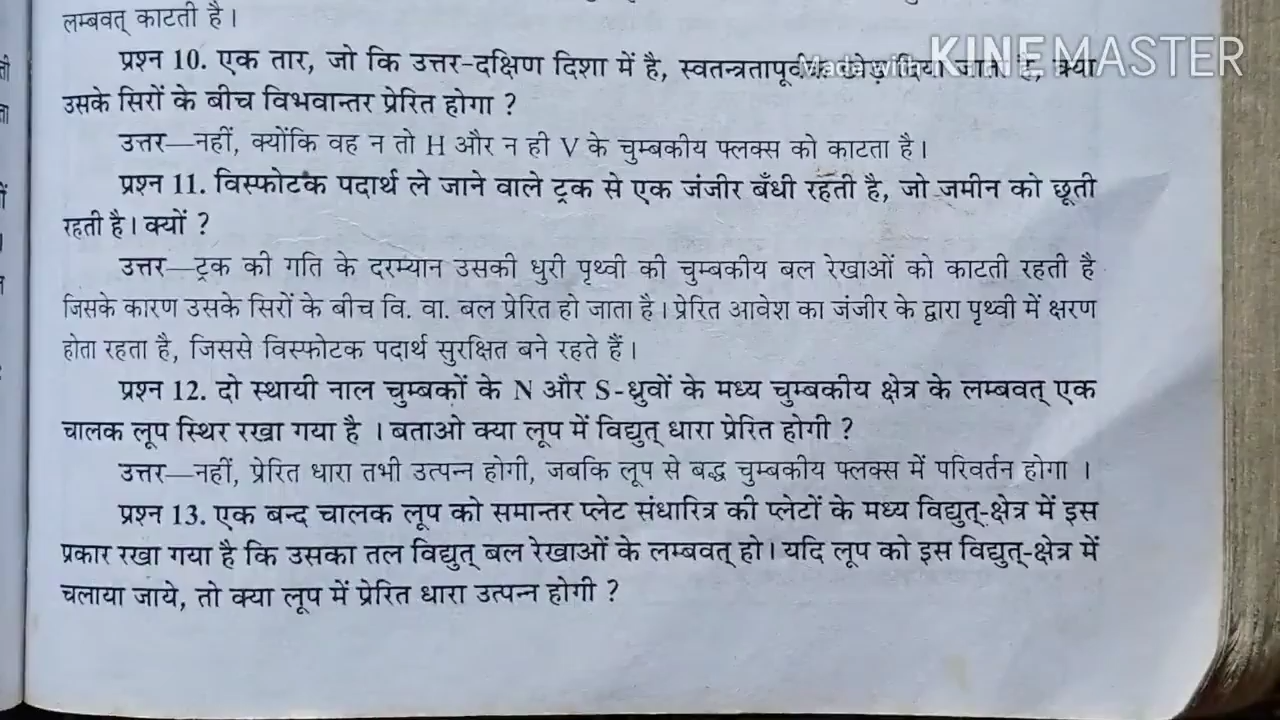 लम्बवत् काटती है।
प्रश्न 10. एक तार, जो कि उत्तर-दक्षिण दिशा में है, स्वतन्त्रतापूर्वक छोड़ दिया जाता है, क्या
Made with KINEMASTER
उसके सिरों के बीच विभवान्तर प्रेरित होगा ?
उत्तर—नहीं, क्योंकि वह न तो H और न ही V के चुम्बकीय फ्लक्स को काटता है।
प्रश्न 11. विस्फोटक पदार्थ ले जाने वाले ट्रक से एक जंजीर बँधी रहती है, जो जमीन को छूती
रहती है। क्यों ?
उत्तर—ट्रक की गति के दरम्यान उसकी धुरी पृथ्वी की चुम्बकीय बल रेखाओं को काटती रहती है
जिसके कारण उसके सिरों के बीच वि. वा. बल प्रेरित हो जाता है। प्रेरित आवेश का जंजीर के द्वारा पृथ्वी में क्षरण
होता रहता है, जिससे विस्फोटक पदार्थ सुरक्षित बने रहते हैं।
प्रश्न 12. दो स्थायी नाल चुम्बकों के N और S-ध्रुवों के मध्य चुम्बकीय क्षेत्र के लम्बवत् एक
चालक लूप स्थिर रखा गया है । बताओ क्या लूप में विद्युत् धारा प्रेरित होगी ?
उत्तर—नहीं, प्रेरित धारा तभी उत्पन्न होगी, जबकि लूप से बद्ध चुम्बकीय फ्लक्स में परिवर्तन होगा ।
प्रश्न 13. एक बन्द चालक लूप को समान्तर प्लेट संधारित्र की प्लेटों के मध्य विद्युत्-क्षेत्र में इस
प्रकार रखा गया है कि उसका तल विद्युत् बल रेखाओं के लम्बवत् हो। यदि लूप को इस विद्युत्-क्षेत्र में
चलाया जाये, तो क्या लूप में प्रेरित धारा उत्पन्न होगी ?